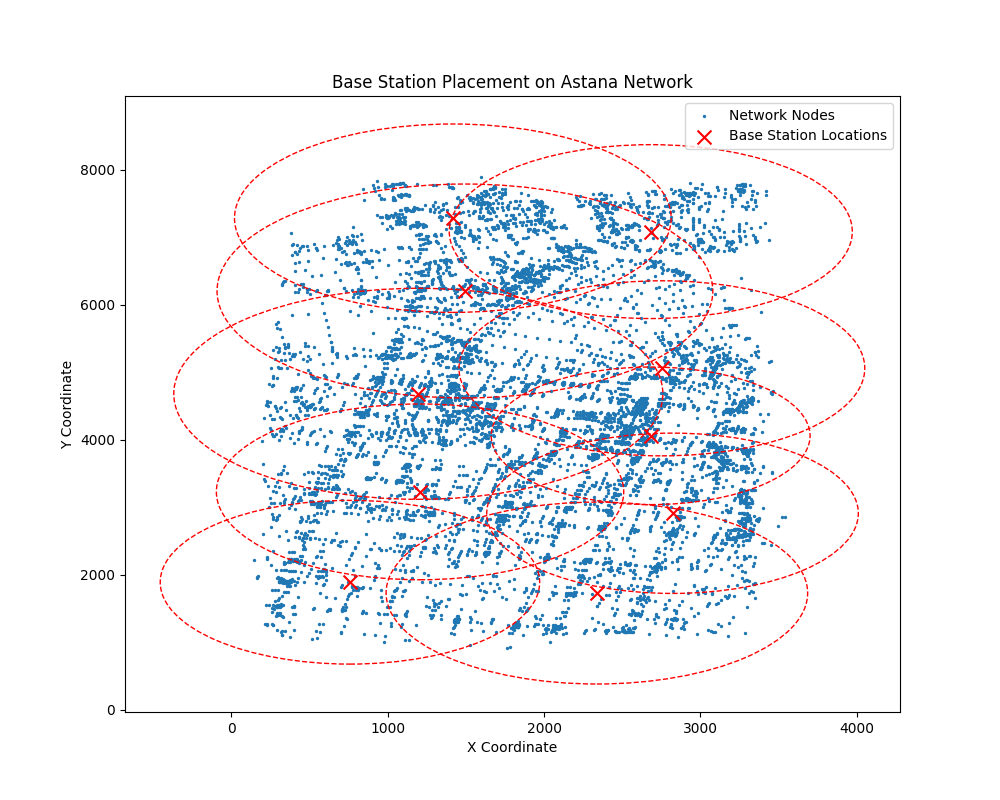 Base Station Placement on Astana Network
Network Nodes
Base Station Locations
8000
6000
4000
2000
0
Y Coordinate
0
1000
2000
3000
4000
X Coordinate